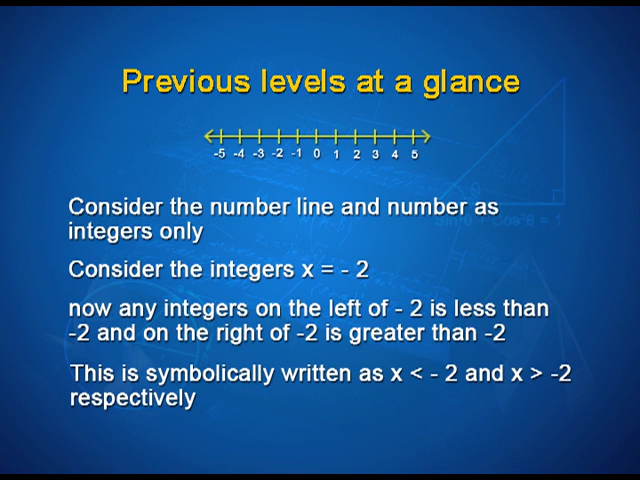 Previous levels at a glance
-5 -4 -3 -2 -1 0 1 2 3 4 5
Consider the number line and number as
integers only
Consider the integers x = - 2
now any integers on the left of - 2 is less than
-2 and on the right of -2 is greater than -2
This is symbolically written as x < - 2 and x > -2
respectively